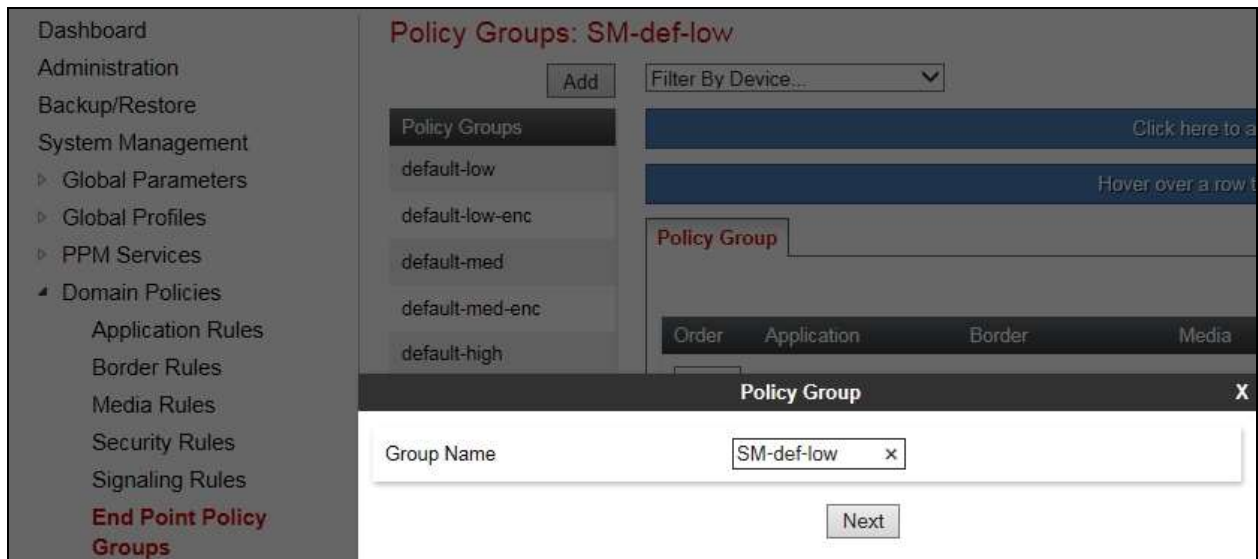 Dashboard
Administration
Backup/Restore
System Management
Global Parameters
Global Profiles
PPM Services
Domain Policies
Application Rules
Border Rules
Media Rules
Security Rules
Signaling Rules
End Point Policy
Groups
Policy Groups: SM-def-low
Add
Filter By Device...
Policy Groups
default-low
default-low-enc
default-med
default-med-enc
default-high
Click here to a
Hover over a row t
Policy Group
Order Application Border Media
Policy Group X
Group Name SM-def-low ×
Next